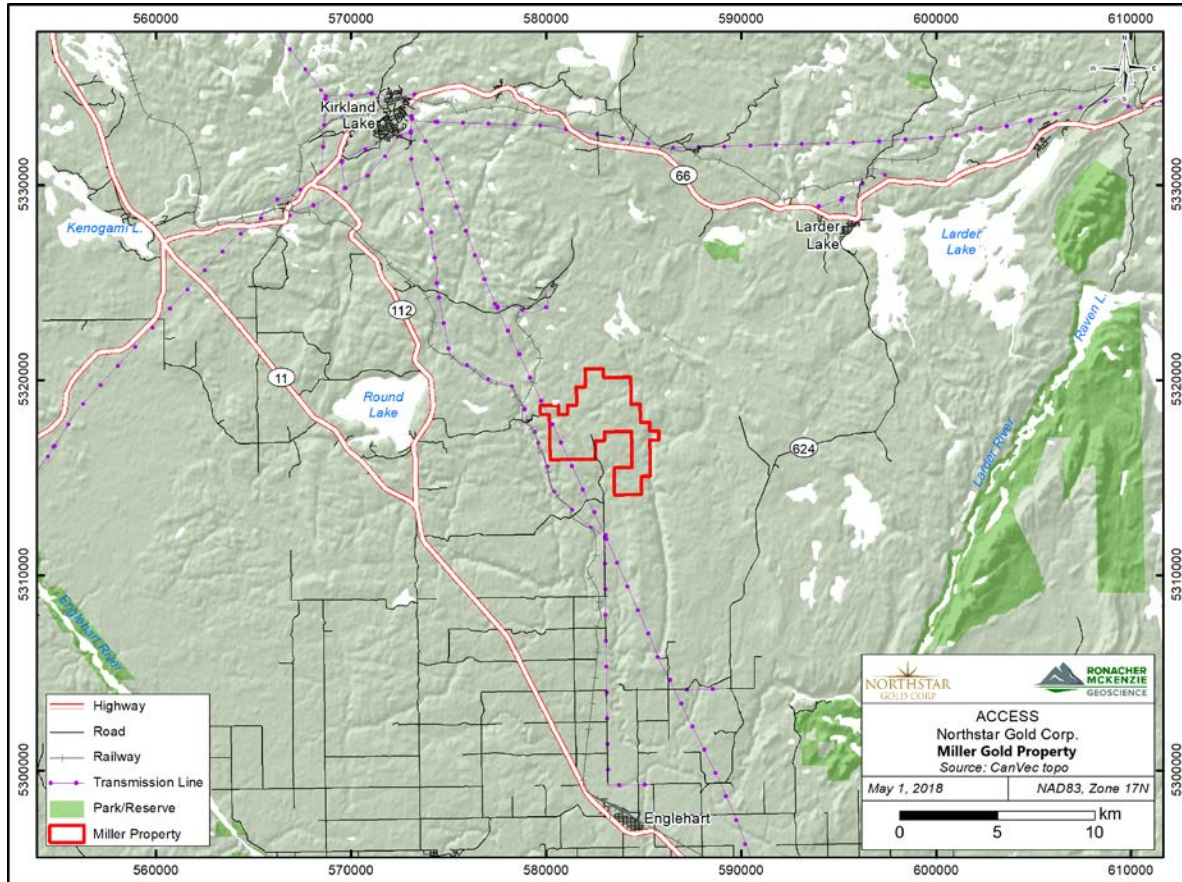 560000 570000 580000 590000 600000 610000
N
W E
S
Kirkland
Lake
66
5330000
5330000
Kenogami L.
Larder
Lake
Larder
Lake
Raven L.
112
5320000
5320000
11
Round
Lake
624
Larder River
5310000
5310000
Englehart River
5300000
5300000
Englehart
Highway
Road
Railway
Transmission Line
Park/Reserve
Miller Property
NORTHSTAR
GOLD CORP
RONACHER
MCKENZIE
GEOSCIENCE
ACCESS
Northstar Gold Corp.
Miller Gold Property
Source: CanVec topo
May 1, 2018 NAD83, Zone 17N
km
0 5 10
560000 570000 580000 590000 600000 610000